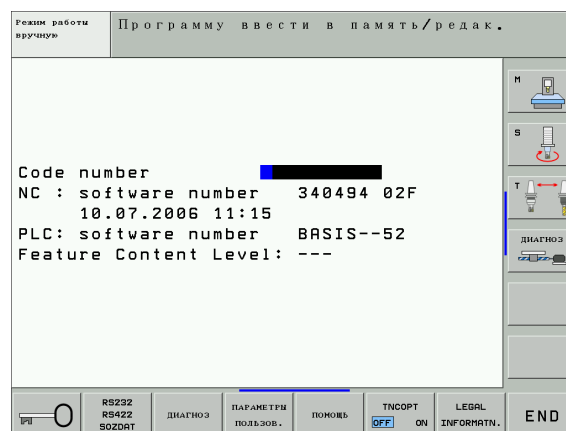 Режим работы
вручную
Программу ввести в память/редак.
M
S
T
ДИАГНОЗ
Code number
NC : software number 340494 02F
10.07.2006 11:15
PLC: software number BASIS--52
Feature Content Level: ---
RS232
RS422
SOZDAT
ДИАГНОЗ
ПАРАМЕТРЫ
ПОЛЬЗОВ.
ПОМОЩЬ
TNCOPT
OFF ON
LEGAL
INFORMATN.
END